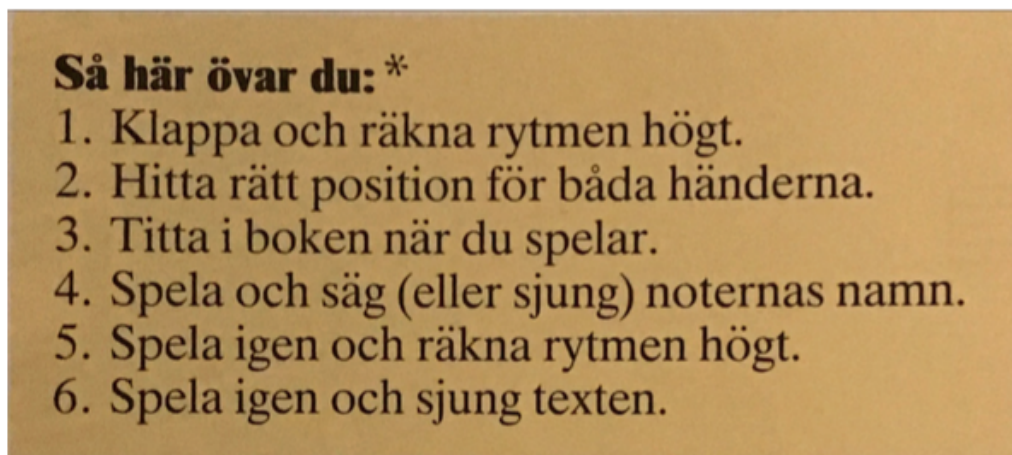 Så här övar du: *
1. Klappa och räkna rytmen högt.
2. Hitta rätt position för båda händerna.
3. Titta i boken när du spelar.
4. Spela och säg (eller sjung) noternas namn.
5. Spela igen och räkna rytmen högt.
6. Spela igen och sjung texten.